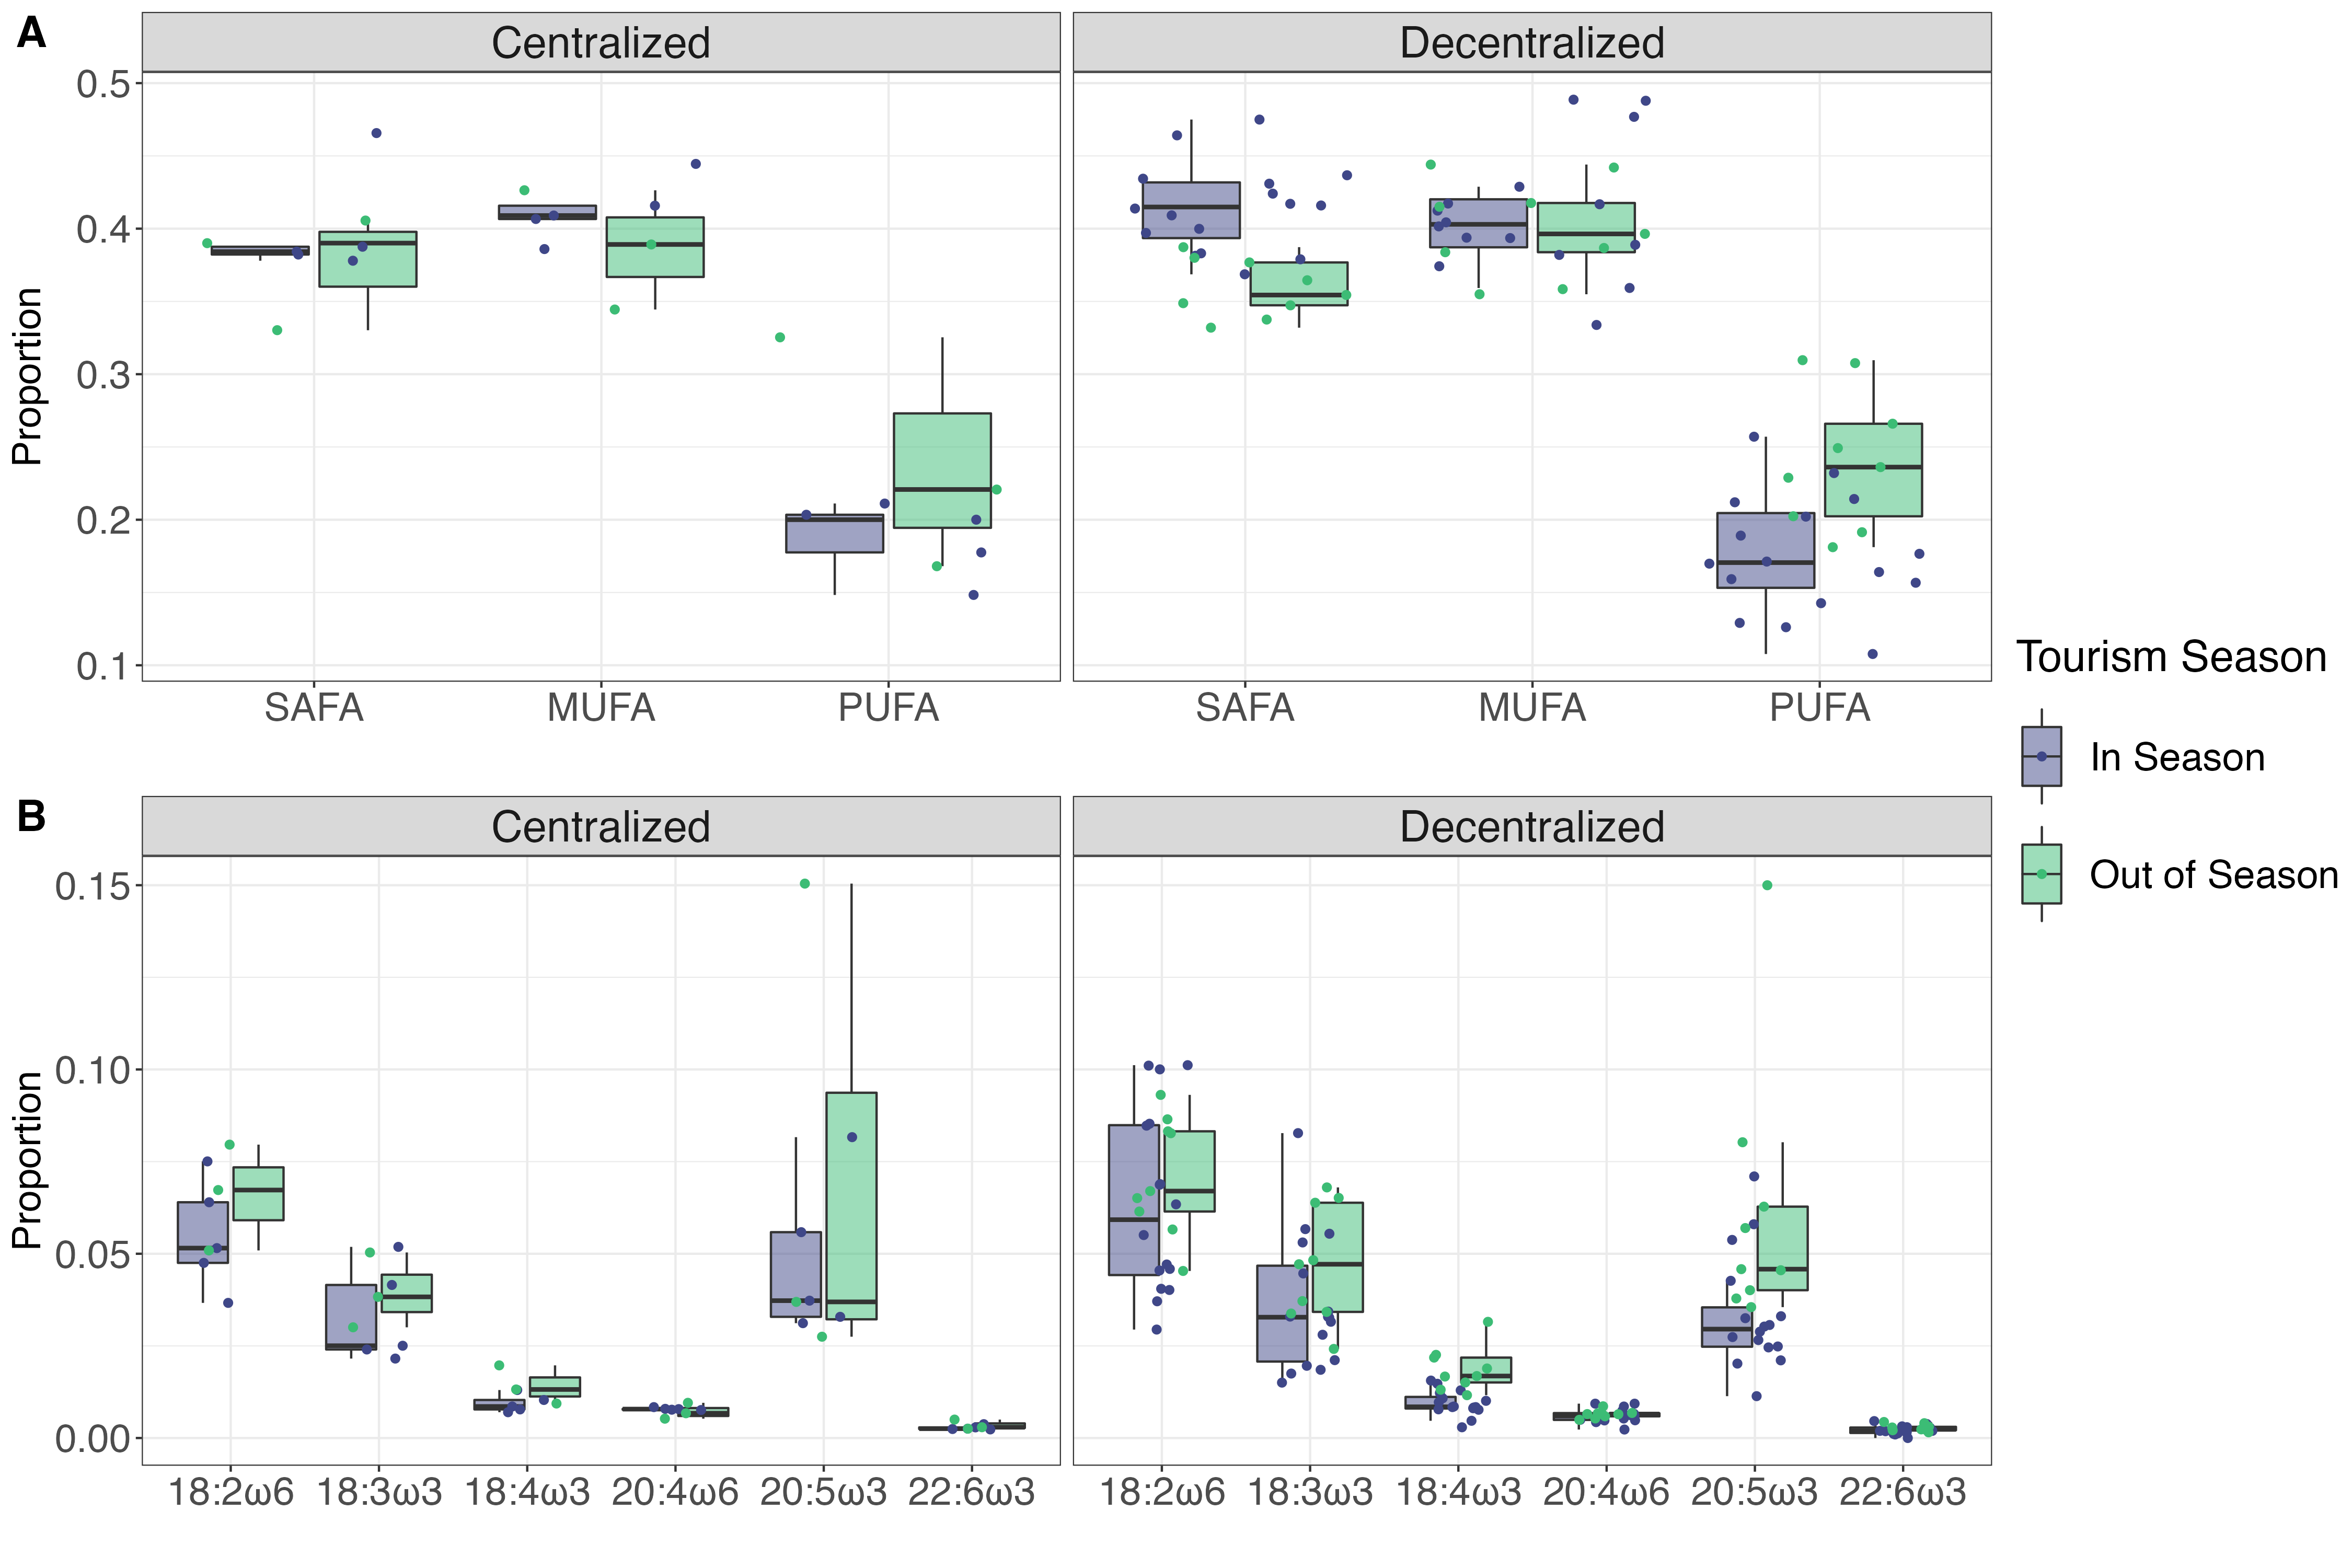 A
Centralized
Decentralized
Proportion
0.5
0.4
0.3
0.2
0.1
SAFA
MUFA
PUFA
SAFA
MUFA
PUFA
Tourism Season
In Season
Out of Season
B
Centralized
Decentralized
Proportion
0.15
0.10
0.05
0.00
18:2ω6
18:3ω3
18:4ω3
20:4ω6
20:5ω3
22:6ω3
18:2ω6
18:3ω3
18:4ω3
20:4ω6
20:5ω3
22:6ω3